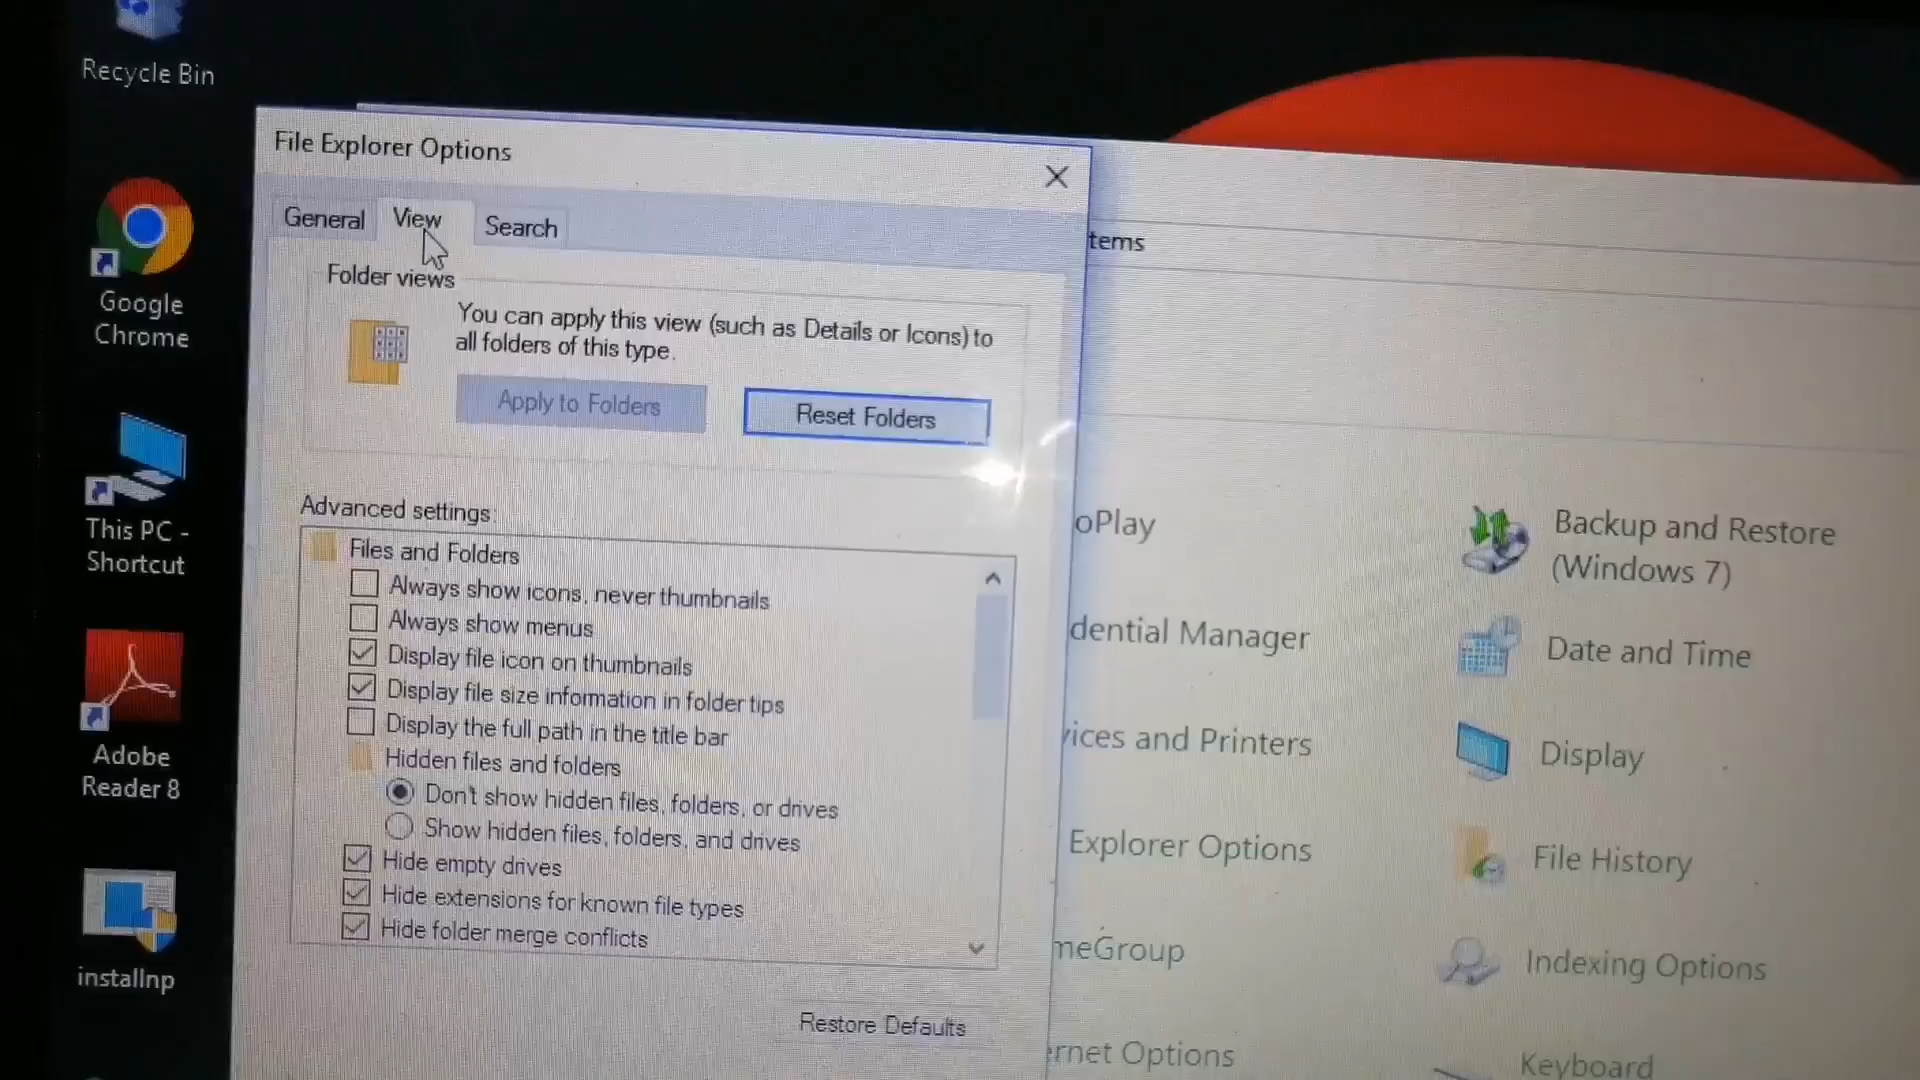 Recycle Bin
Google
Chrome
This PC -
Shortcut
Adobe
Reader 8
installnp
File Explorer Options
General
View
Search
Folder views
You can apply this view (such as Details or Icons) to
all folders of this type.
Apply to Folders
Reset Folders
Advanced settings:
Files and Folders
Always show icons, never thumbnails
Always show menus
Display file icon on thumbnails
Display file size information in folder tips
Display the full path in the title bar
Hidden files and folders
Don't show hidden files, folders, or drives
Show hidden files, folders, and drives
Hide empty drives
Hide extensions for known file types
Hide folder merge conflicts
Restore Defaults
tems
oPlay
dential Manager
vices and Printers
Explorer Options
meGroup
ernet Options
Backup and Restore
(Windows 7)
Date and Time
Display
File History
Indexing Options
Keyboard